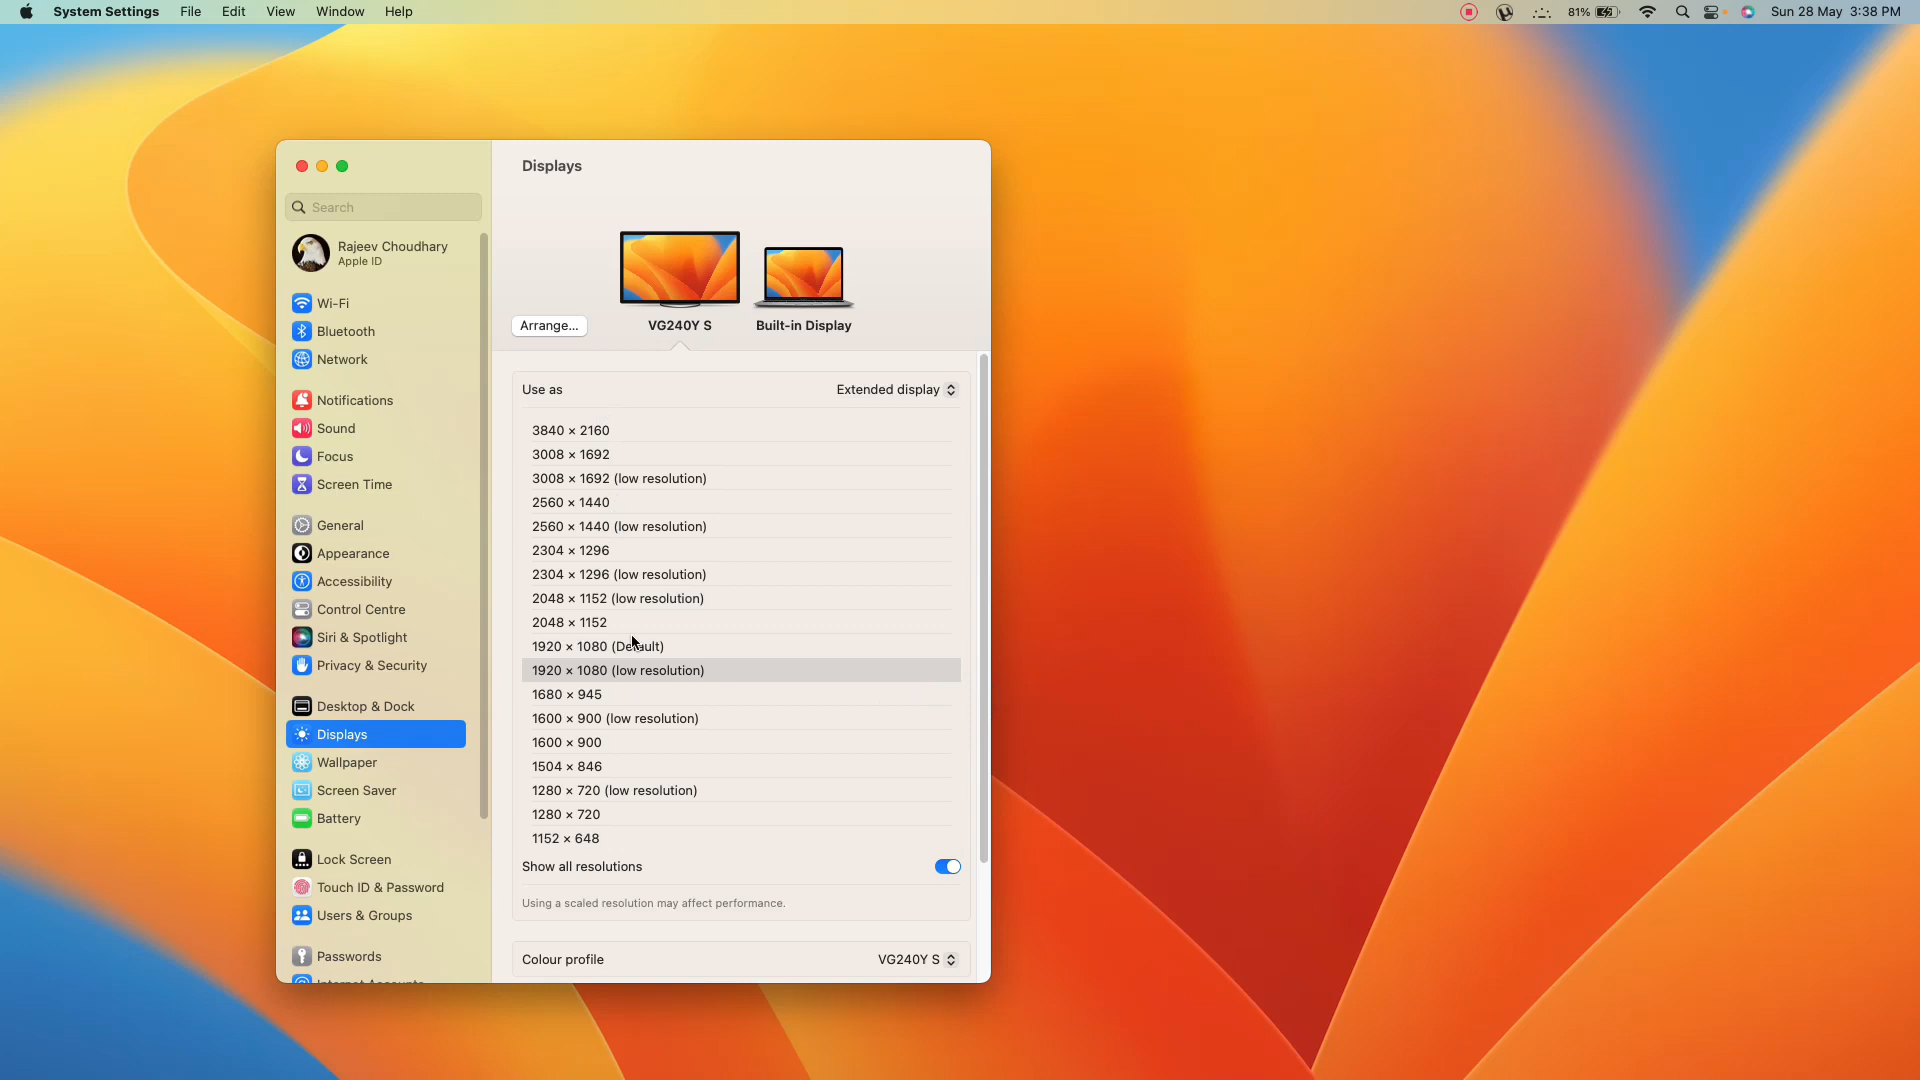 System Settings File Edit View Window Help
81% Sun 28 May 3:38 PM
Displays
Search
Rajeev Choudhary
Apple ID
Wi-Fi
Bluetooth
Network
Notifications
Sound
Focus
Screen Time
General
Appearance
Accessibility
Control Centre
Siri & Spotlight
Privacy & Security
Desktop & Dock
Displays
Wallpaper
Screen Saver
Battery
Lock Screen
Touch ID & Password
Users & Groups
Passwords
Internet Accounts
Arrange...
VG240Y S
Built-in Display
Use as Extended display
3840 × 2160
3008 × 1692
3008 × 1692 (low resolution)
2560 × 1440
2560 × 1440 (low resolution)
2304 × 1296
2304 × 1296 (low resolution)
2048 × 1152 (low resolution)
2048 × 1152
1920 × 1080 (Default)
1920 × 1080 (low resolution)
1680 × 945
1600 × 900 (low resolution)
1600 × 900
1504 × 846
1280 × 720 (low resolution)
1280 × 720
1152 × 648
Show all resolutions
Using a scaled resolution may affect performance.
Colour profile VG240Y S